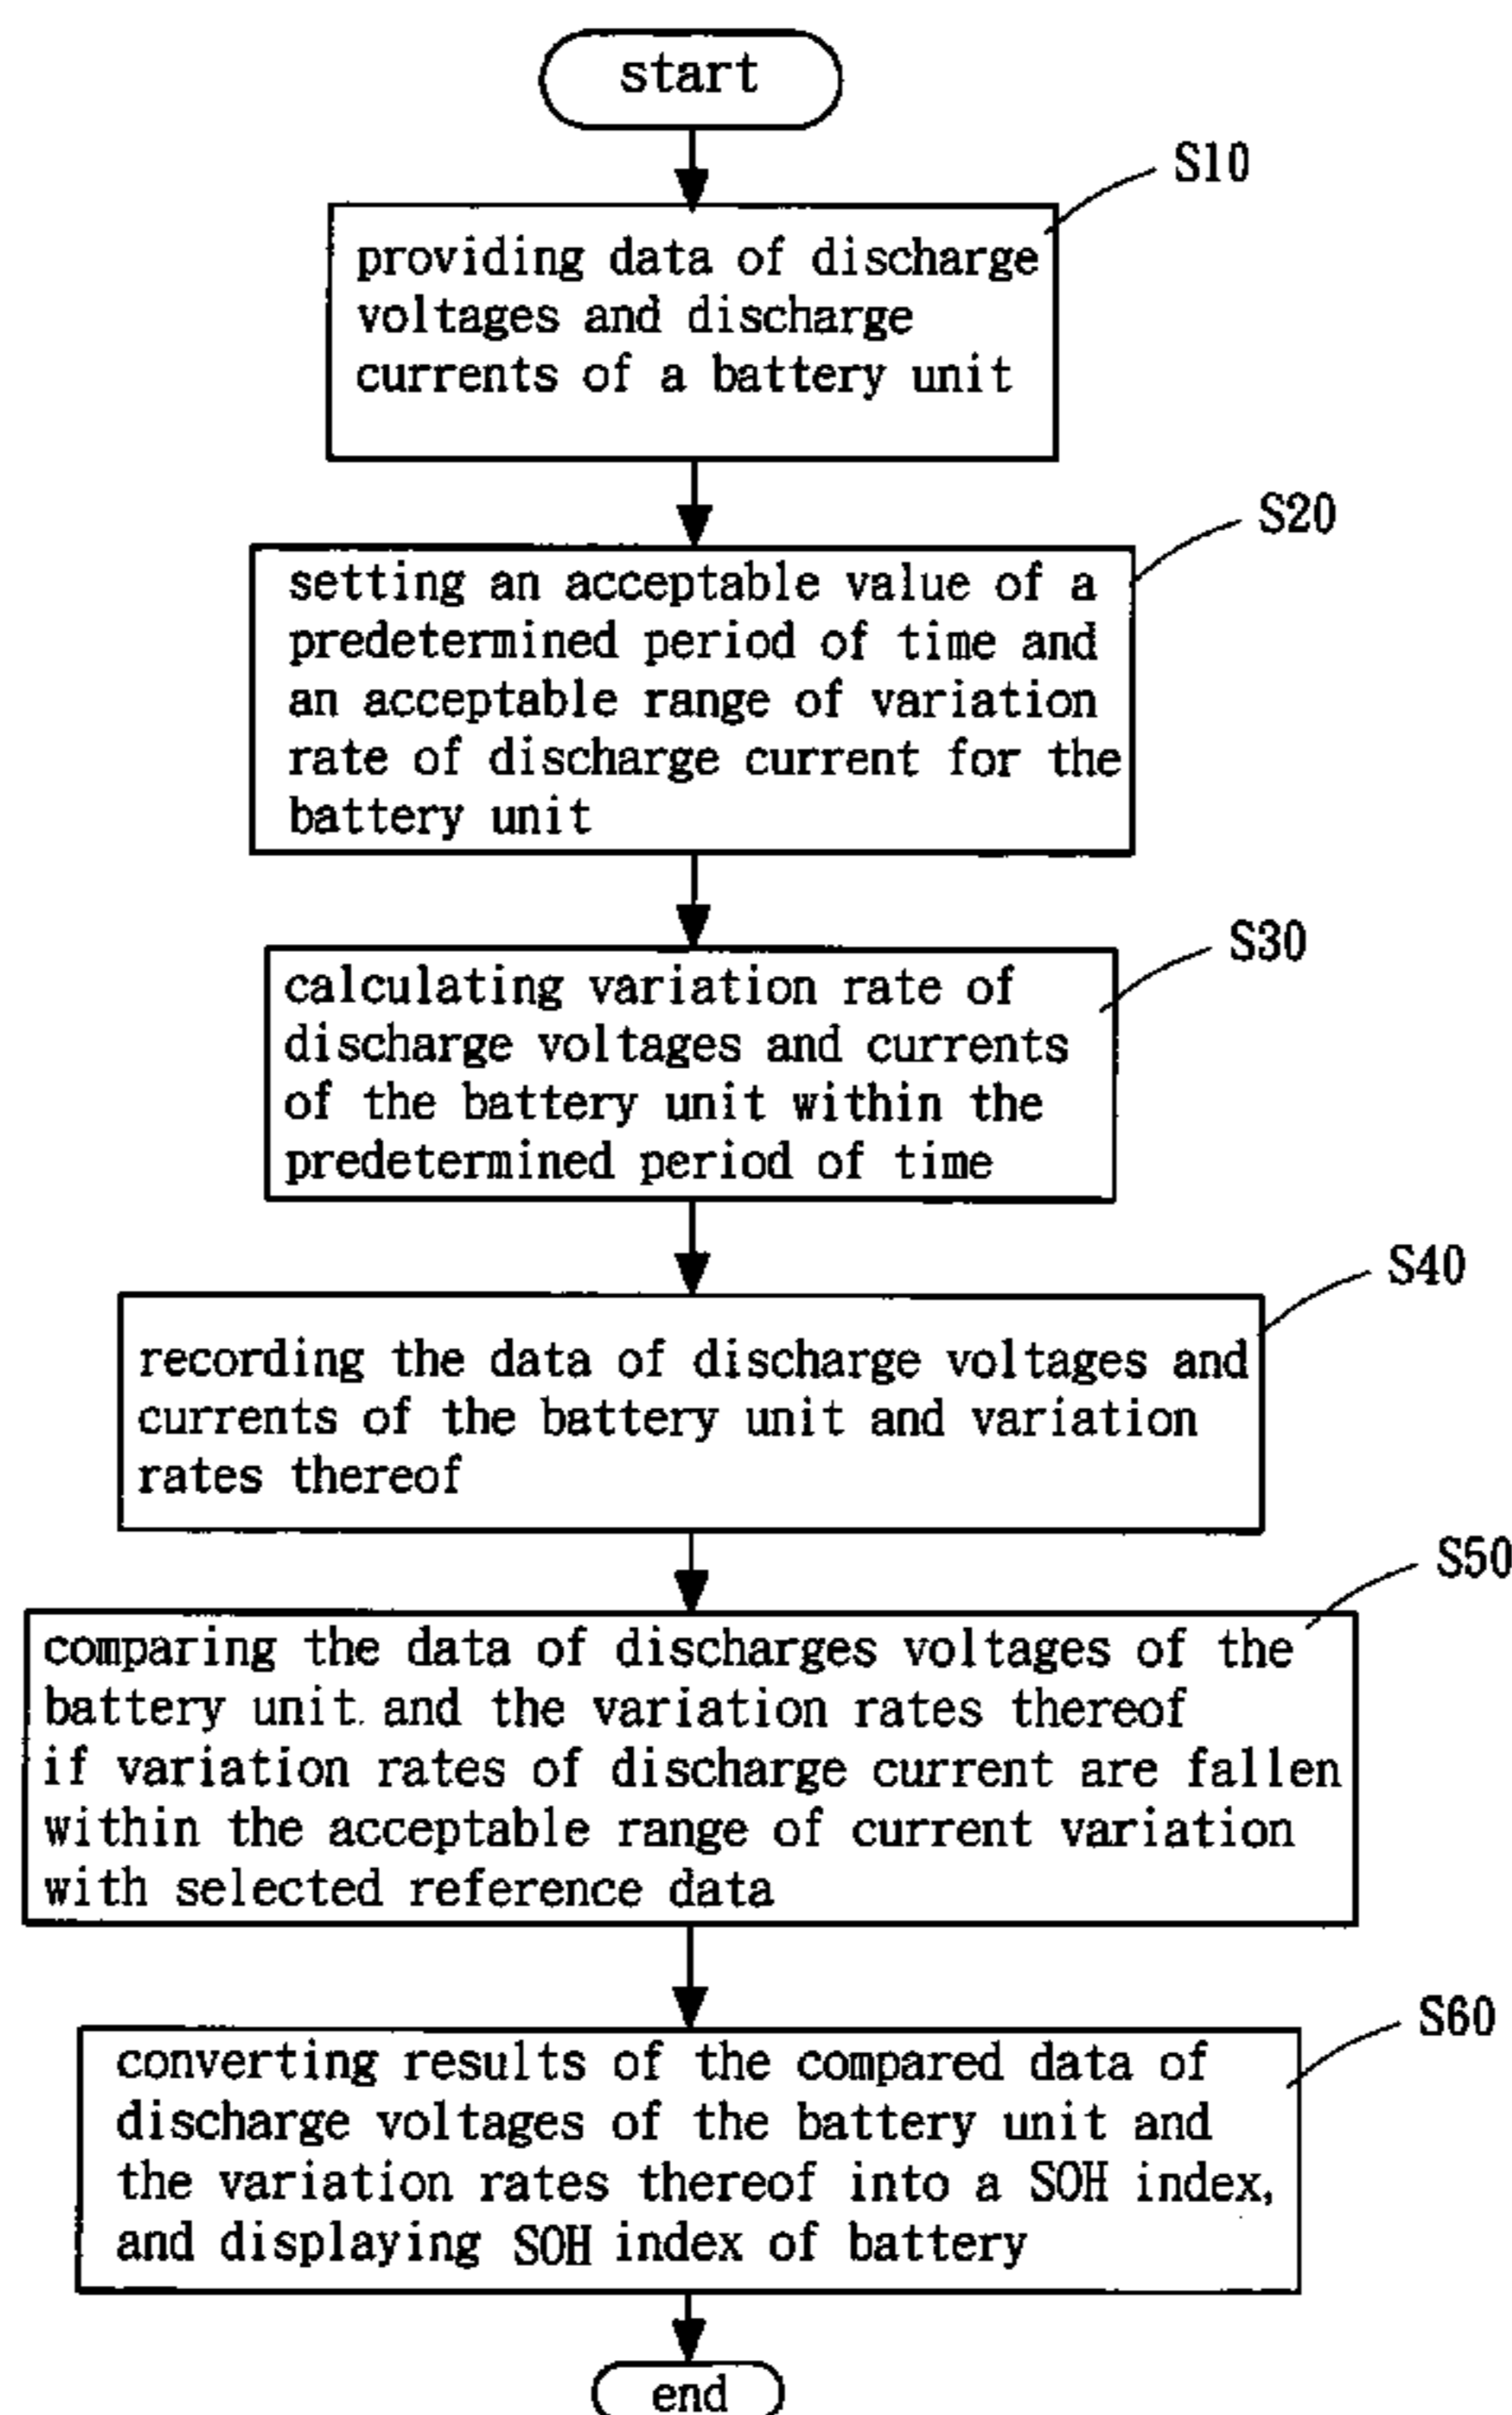 start
S10
providing data of discharge
voltages and discharge
currents of a battery unit
S20
setting an acceptable value of a
predetermined period of time and
an acceptable range of variation
rate of discharge current for the
battery unit
S30
calculating variation rate of
discharge voltages and currents
of the battery unit within the
predetermined period of time
S40
recording the data of discharge voltages and
currents of the battery unit and variation
rates thereof
S50
comparing the data of discharges voltages of the
battery unit and the variation rates thereof
if variation rates of discharge current are fallen
within the acceptable range of current variation
with selected reference data
S60
converting results of the compared data of
discharge voltages of the battery unit and
the variation rates thereof into a SOH index,
and displaying SOH index of battery
end